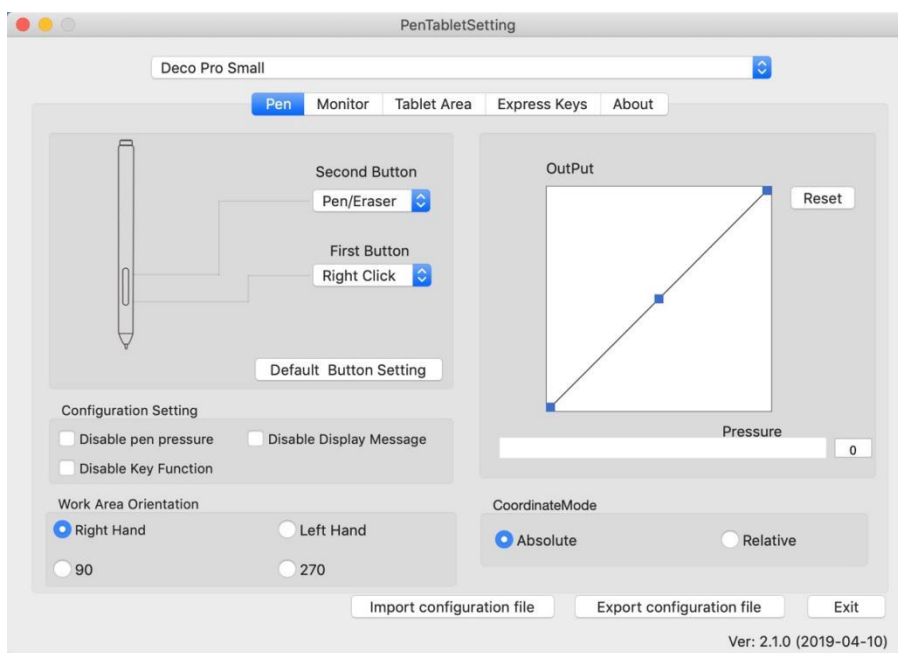 PenTabletSetting
Deco Pro Small
Pen Monitor Tablet Area Express Keys About
Second Button
Pen/Eraser
First Button
Right Click
Default Button Setting
OutPut
Reset
Pressure
0
Configuration Setting
Disable pen pressure Disable Display Message
Disable Key Function
Work Area Orientation
Right Hand Left Hand
90 270
CoordinateMode
Absolute Relative
Import configuration file Export configuration file Exit
Ver: 2.1.0 (2019-04-10)